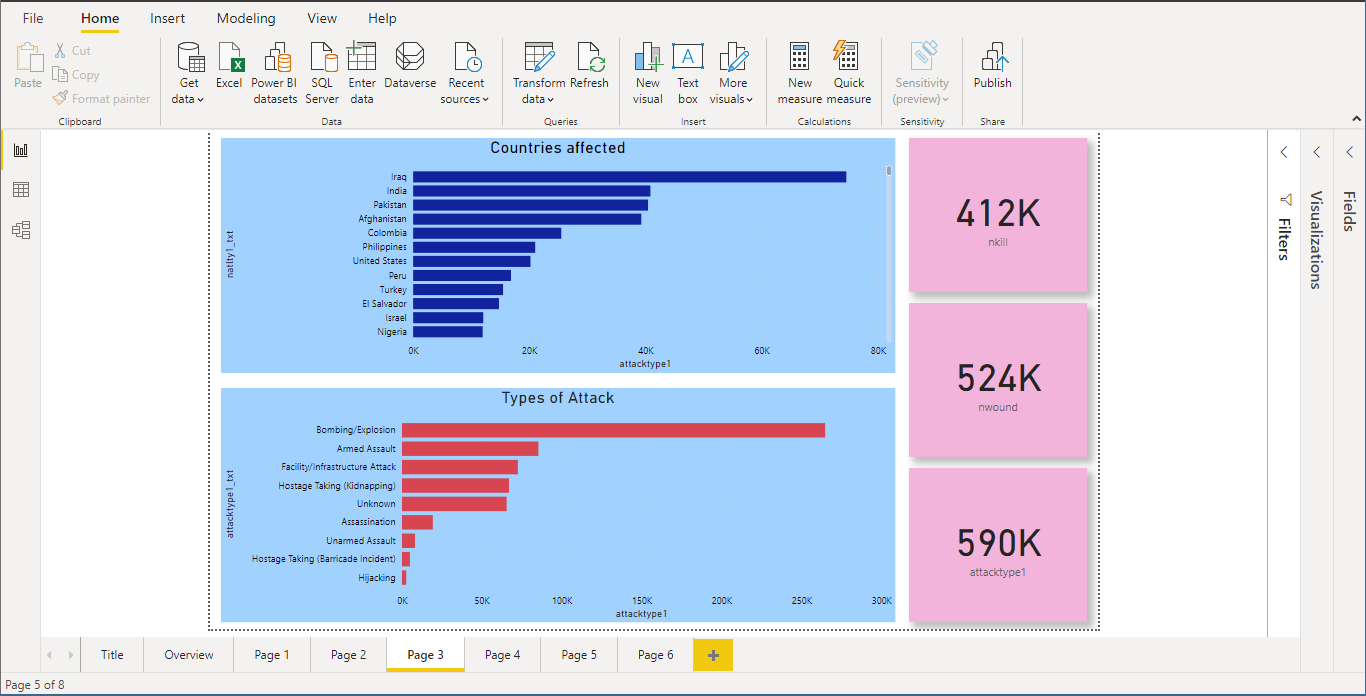 File Home Insert Modeling View Help
Paste
Cut
Copy
Format painter
Clipboard
Get data
Excel
Power BI datasets
SQL Server
Enter data
Dataverse
Recent sources
Data
Transform data
Refresh
Queries
New visual
A
Text box
More visuals
Insert
New measure
Quick measure
Calculations
Sensitivity (preview)
Sensitivity
Publish
Share
Countries affected
natlty1_txt
Iraq
India
Pakistan
Afghanistan
Colombia
Philippines
United States
Peru
Turkey
El Salvador
Israel
Nigeria
0K 20K 40K 60K 80K
attacktype1
Types of Attack
attacktype1_txt
Bombing/Explosion
Armed Assault
Facility/Infrastructure Attack
Hostage Taking (Kidnapping)
Unknown
Assassination
Unarmed Assault
Hostage Taking (Barricade Incident)
Hijacking
0K 50K 100K 150K 200K 250K 300K
attacktype1
412K
nkill
524K
nwound
590K
attacktype1
Filters
Visualizations
Fields
Title Overview Page 1 Page 2 Page 3 Page 4 Page 5 Page 6 +
Page 5 of 8